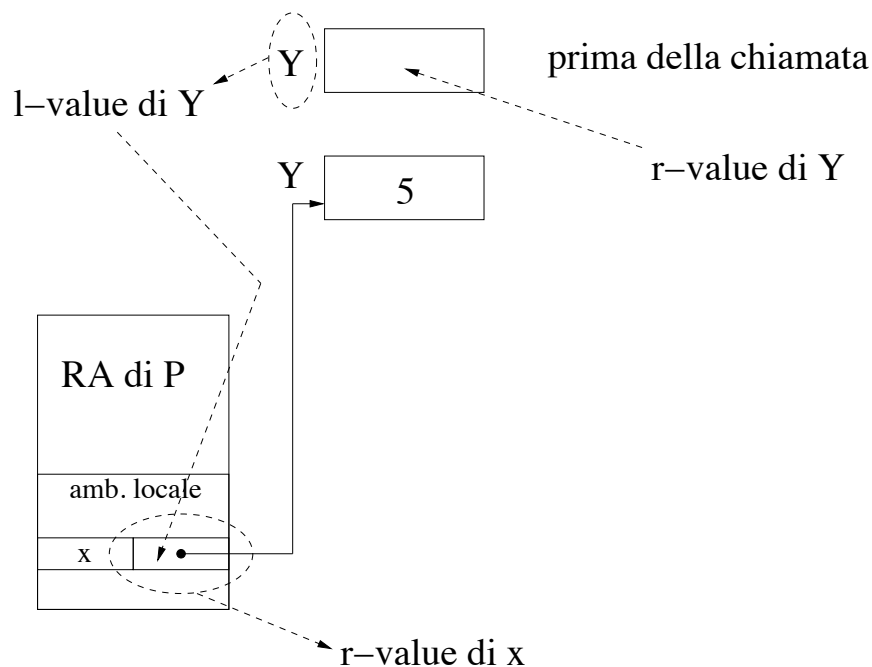 Y
prima della chiamata
l−value di Y
r−value di Y
Y
5
RA di P
amb. locale
x
r−value di x